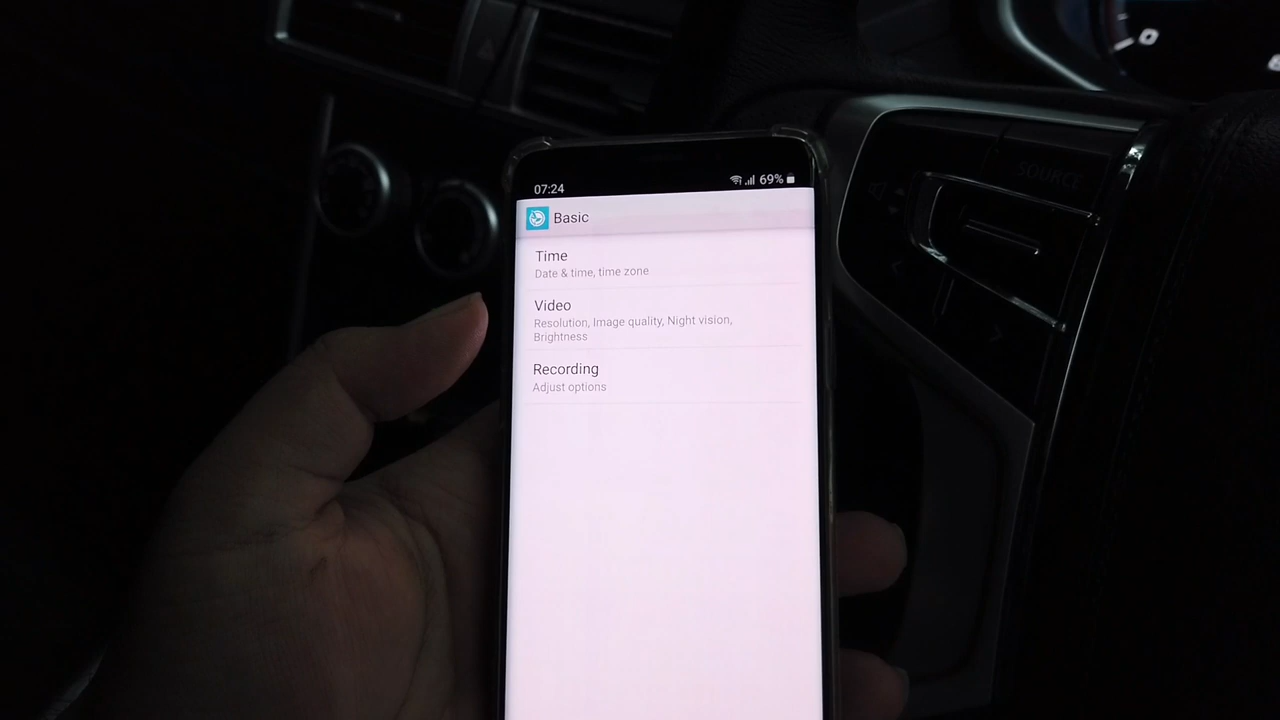 07:24
69%
Basic
Time
Date & time, time zone
Video
Resolution, Image quality, Night vision,
Brightness
Recording
Adjust options
SOURCE
0